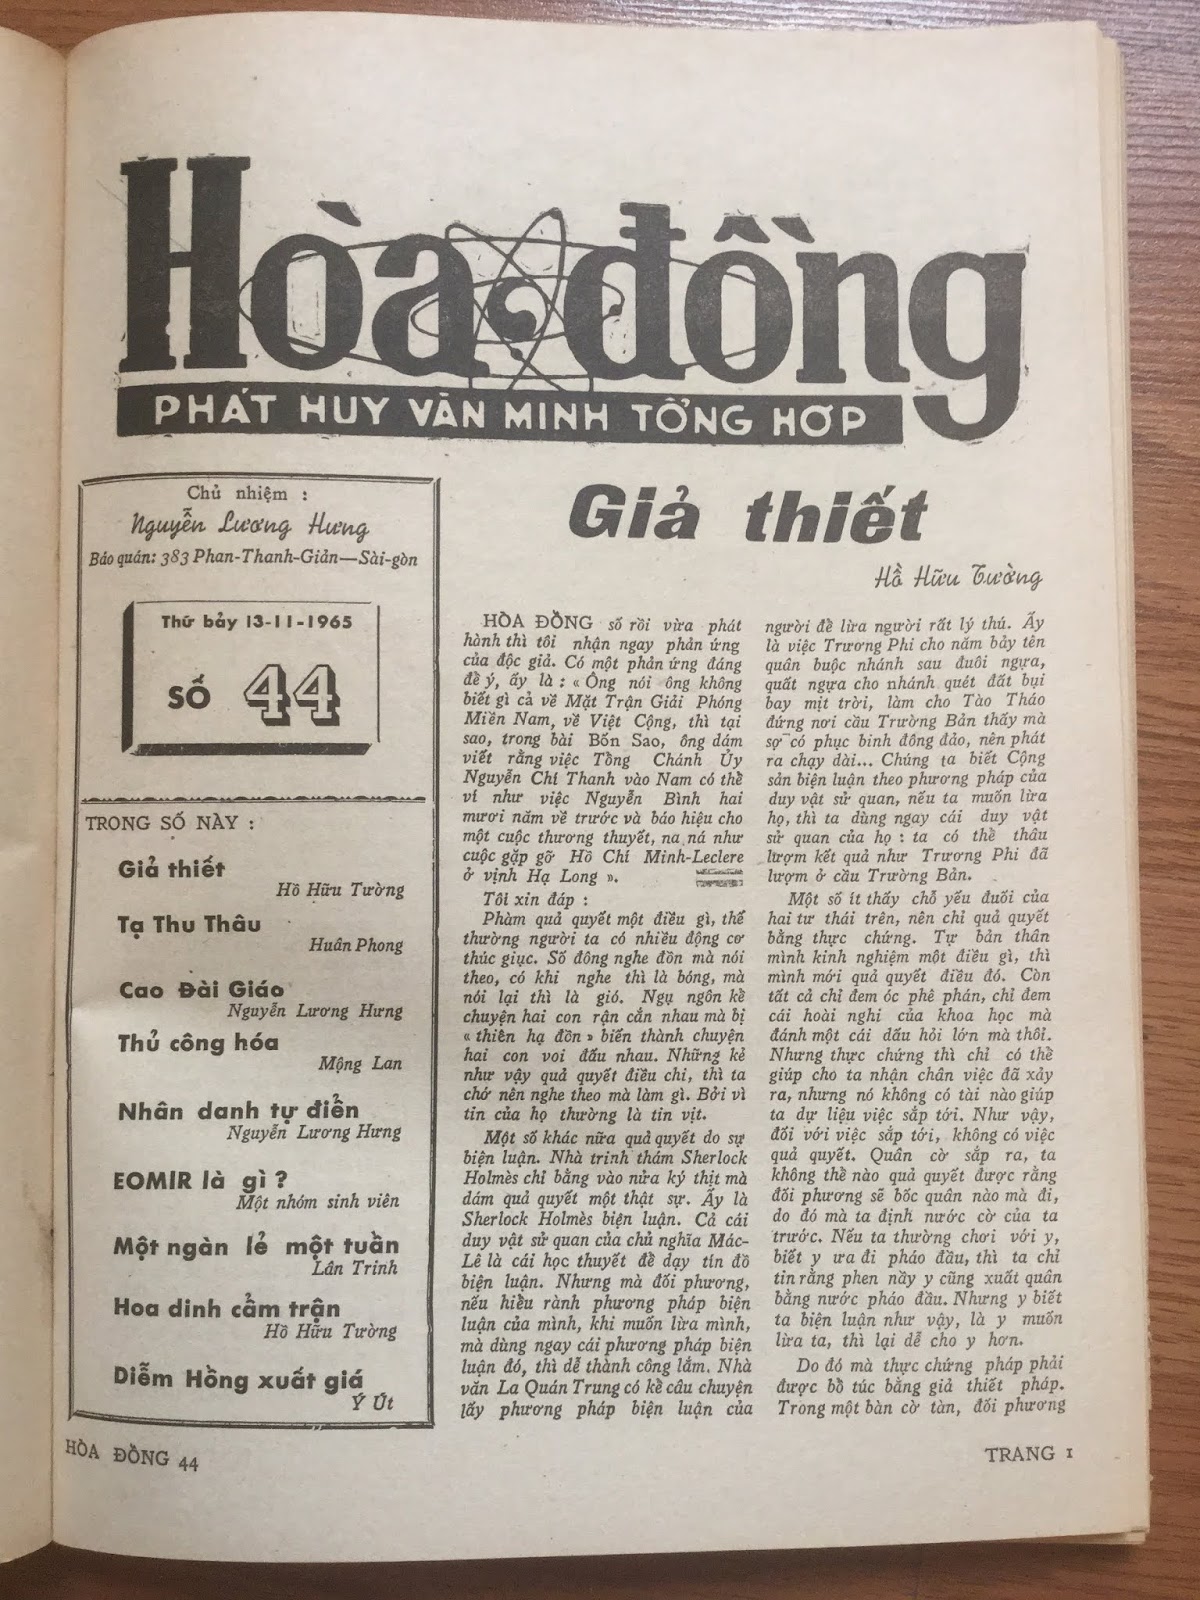 Hòa đồng
PHÁT HUY VĂN MINH TỔNG HỢP
Chủ nhiệm :
Nguyễn Lương Hưng
Báo quán: 383 Phan-Thanh-Giản—Sài-gòn
Thứ bảy 13-11-1965
SỐ 44
TRONG SỐ NÀY :
Giả thiết
Hồ Hữu Tường
Tạ Thu Thâu
Huân Phong
Cao Đài Giáo
Nguyễn Lương Hưng
Thủ công hóa
Mộng Lan
Nhân danh tự điển
Nguyễn Lương Hưng
EOMIR là gì ?
Một nhóm sinh viên
Một ngàn lẻ một tuần
Lân Trinh
Hoa dinh cẩm trận
Hồ Hữu Tường
Diễm Hồng xuất giá
Ý Út
Giả thiết
Hồ Hữu Tường
HÒA ĐỒNG số rồi vừa phát
hành thì tôi nhận ngay phản ứng
của độc giả. Có một phản ứng đáng
để ý, ấy là : « Ông nói ông không
biết gì cả về Mặt Trận Giải Phóng
Miền Nam, về Việt Cộng, thì tại
sao, trong bài Bốn Sao, ông dám
viết rằng việc Tổng Chánh Ủy
Nguyễn Chí Thanh vào Nam có thể
ví như việc Nguyễn Bình hai
mươi năm về trước và báo hiệu cho
một cuộc thương thuyết, na ná như
cuộc gặp gỡ Hồ Chí Minh-Leclere
ở vịnh Hạ Long ».
Tôi xin đáp :
Phàm quả quyết một điều gì, thể
thường người ta có nhiều động cơ
thúc giục. Số đông nghe đồn mà nói
theo, có khi nghe thì là bóng, mà
nói lại thì là gió. Ngụ ngôn kể
chuyện hai con rận cắn nhau mà bị
« thiên hạ đồn » biến thành chuyện
hai con voi đấu nhau. Những kẻ
như vậy quả quyết điều chi, thì ta
chớ nên nghe theo mà làm gì. Bởi vì
tin của họ thường là tin vịt.
Một số khác nữa quả quyết do sự
biện luận. Nhà trinh thám Sherlock
Holmès chỉ bằng vào nửa ký thịt mà
dám quả quyết một thật sự. Ấy là
Sherlock Holmès biện luận. Cả cái
duy vật sử quan của chủ nghĩa Mác-
Lê là cái học thuyết để dạy tín đồ
biện luận. Nhưng mà đối phương,
nếu hiểu rành phương pháp biện
luận của mình, khi muốn lừa mình,
mà dùng ngay cái phương pháp biện
luận đó, thì dễ thành công lắm. Nhà
văn La Quán Trung có kể câu chuyện
lấy phương pháp biện luận của
người để lừa người rất lý thú. Ấy
là việc Trương Phi cho năm bảy tên
quân buộc nhánh sau đuôi ngựa,
quất ngựa cho nhánh quét đất bụi
bay mịt trời, làm cho Tào Tháo
đứng nơi cầu Trường Bản thấy mà
sợ có phục binh đông đảo, nên phát
ra chạy dài... Chúng ta biết Cộng
sản biện luận theo phương pháp của
duy vật sử quan, nếu ta muốn lừa
họ, thì ta dùng ngay cái duy vật
sử quan của họ : ta có thể thâu
lượm kết quả như Trương Phi đã
lượm ở cầu Trường Bản.
Một số ít thấy chỗ yếu đuối của
hai tư thái trên, nên chỉ quả quyết
bằng thực chứng. Tự bản thân
mình kinh nghiệm một điều gì, thì
mình mới quả quyết điều đó. Còn
tất cả chỉ đem óc phê phán, chỉ đem
cái hoài nghi của khoa học mà
đánh một cái dấu hỏi lớn mà thôi.
Nhưng thực chứng thì chỉ có thể
giúp cho ta nhận chân việc đã xảy
ra, nhưng nó không có tài nào giúp
ta dự liệu việc sắp tới. Như vậy,
đối với việc sắp tới, không có việc
quả quyết. Quân cờ sắp ra, ta
không thể nào quả quyết được rằng
đối phương sẽ bốc quân nào mà đi,
do đó mà ta định nước cờ của ta
trước. Nếu ta thường chơi với y,
biết y ưa đi pháo đầu, thì ta chỉ
tin rằng phen nầy y cũng xuất quân
bằng nước pháo đầu. Nhưng y biết
ta biện luận như vậy, là y muốn
lừa ta, thì lại dễ cho y hơn.
Do đó mà thực chứng pháp phải
được bổ túc bằng giả thiết pháp.
Trong một bàn cờ tàn, đối phương
HÒA ĐỒNG 44
TRANG 1